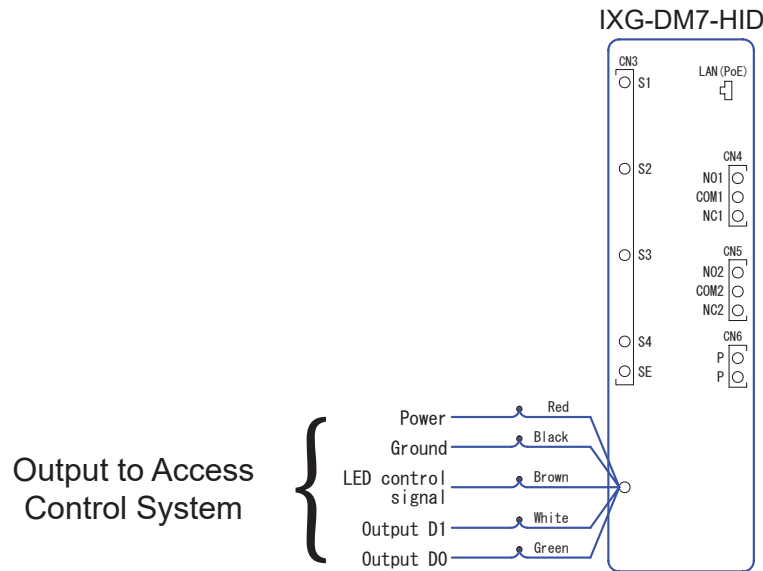 IXG-DM7-HID
CN3
S1
S2
S3
S4
SE
LAN(PoE)
CN4
NO1
COM1
NC1
CN5
NO2
COM2
NC2
CN6
P
P
Output to Access
Control System
Power
Red
Ground
Black
LED control
signal
Brown
Output D1
White
Output D0
Green